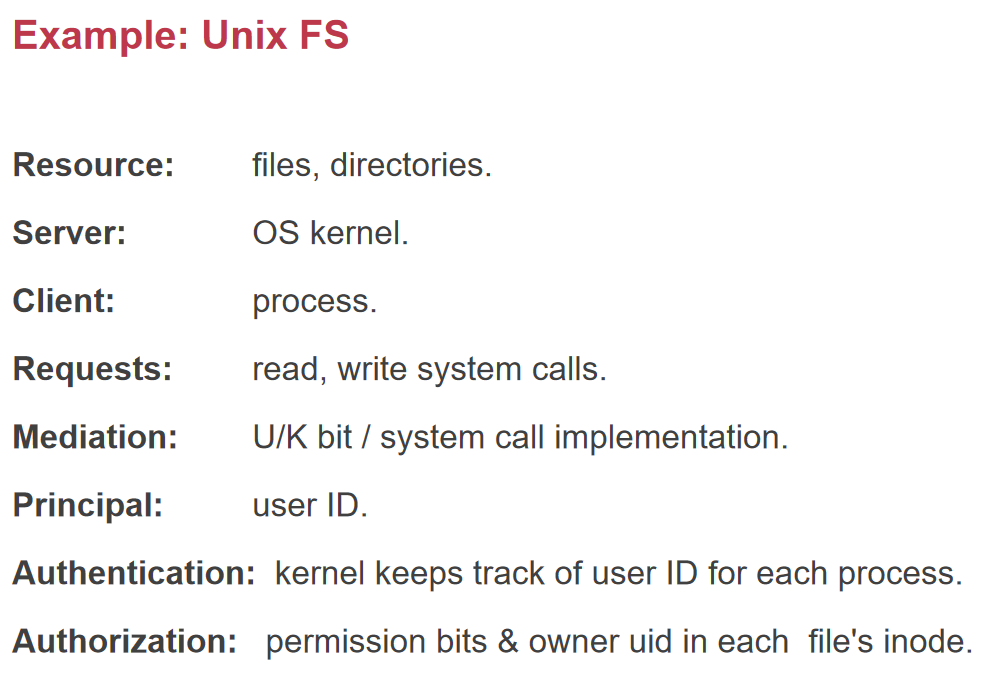 Example: Unix FS
Resource: files, directories.
Server: OS kernel.
Client: process.
Requests: read, write system calls.
Mediation: U/K bit / system call implementation.
Principal: user ID.
Authentication: kernel keeps track of user ID for each process.
Authorization: permission bits & owner uid in each file's inode.